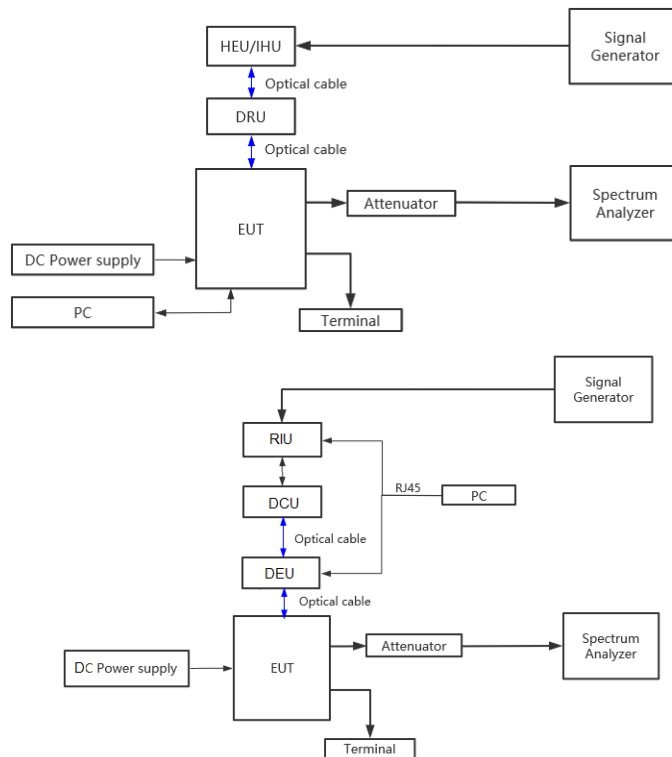 Signal
Generator
HEU/IHU
Optical cable
DRU
Optical cable
EUT
Attenuator
Spectrum
Analyzer
DC Power supply
PC
Terminal
Signal
Generator
RIU
RJ45
PC
DCU
Optical cable
DEU
Optical cable
EUT
Attenuator
Spectrum
Analyzer
DC Power supply
Terminal